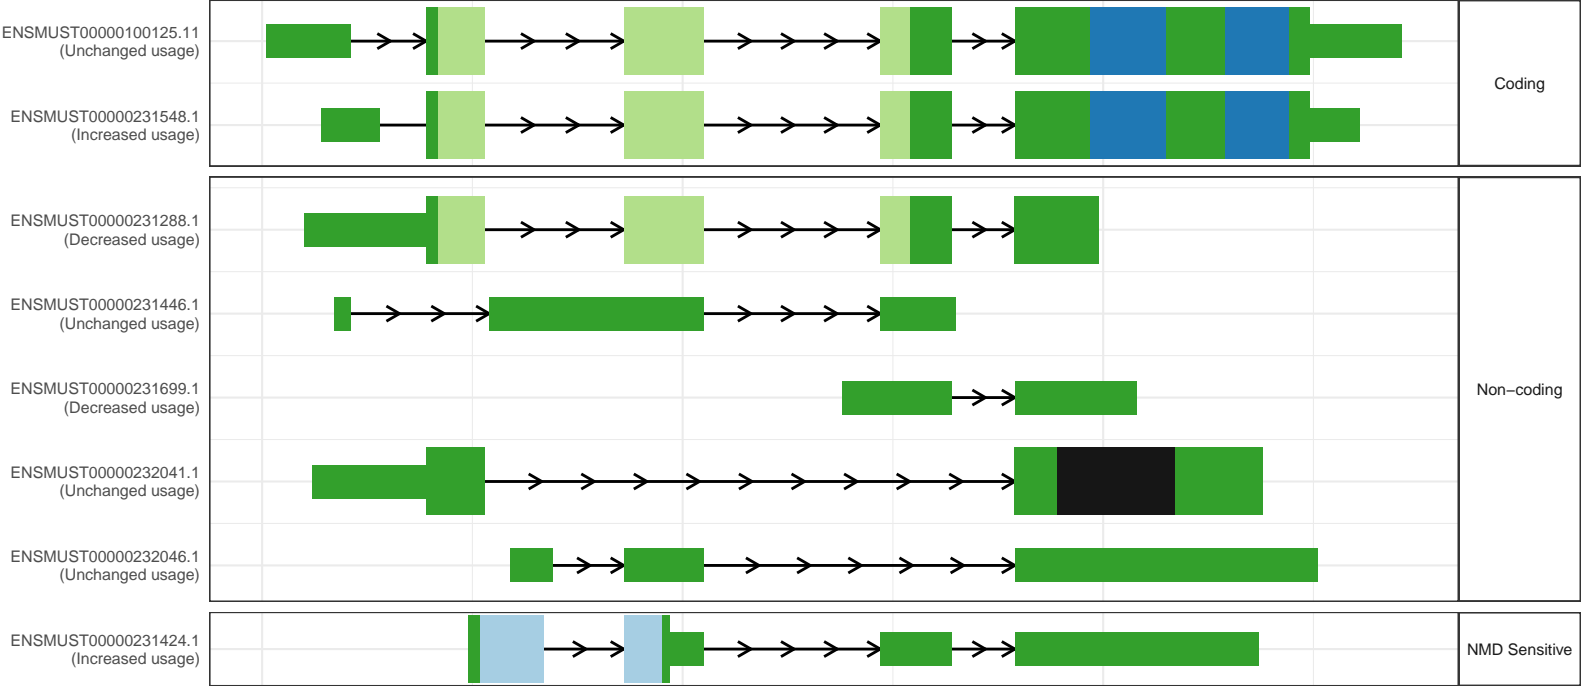 ENSMUST00000100125.11
(Unchanged usage)
ENSMUST00000231548.1
(Increased usage)
Coding
ENSMUST00000231288.1
(Decreased usage)
ENSMUST00000231446.1
(Unchanged usage)
ENSMUST00000231699.1
(Decreased usage)
ENSMUST00000232041.1
(Unchanged usage)
ENSMUST00000232046.1
(Unchanged usage)
Non−coding
ENSMUST00000231424.1
(Increased usage)
NMD Sensitive